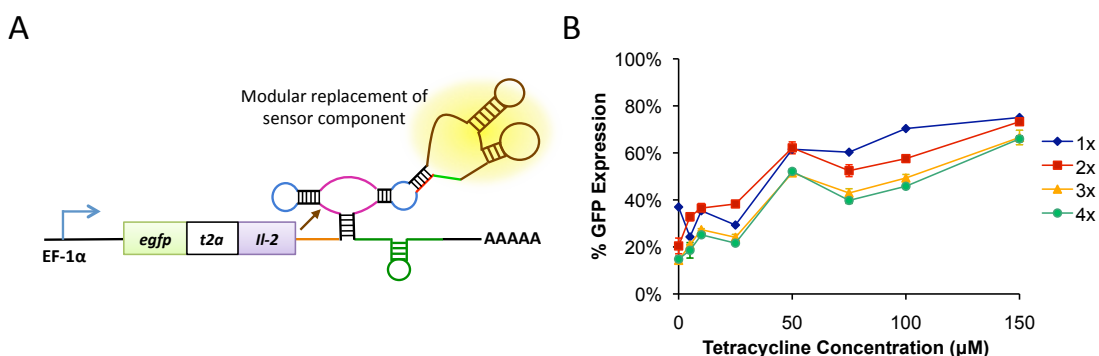 A
Modular replacement of
sensor component
egfp
t2a
Il-2
EF-1α
AAAAA
B
% GFP Expression
100%
80%
60%
40%
20%
0%
0
50
100
150
Tetracycline Concentration (µM)
1x
2x
3x
4x